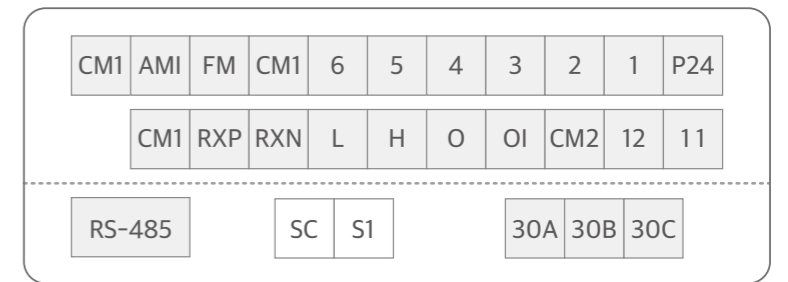 CM1 AMI FM CM1 6 5 4 3 2 1 P24
CM1 RXP RXN L H O OI CM2 12 11
RS-485 SC S1 30A 30B 30C